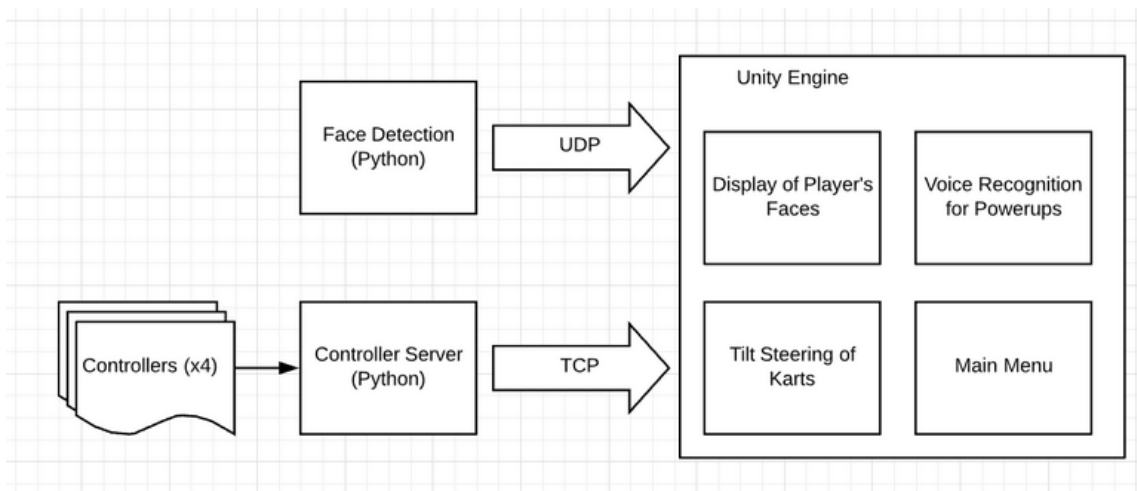 Unity Engine
Face Detection
(Python)
UDP
Display of Player's
Faces
Voice Recognition
for Powerups
Controllers (x4)
Controller Server
(Python)
TCP
Tilt Steering of
Karts
Main Menu